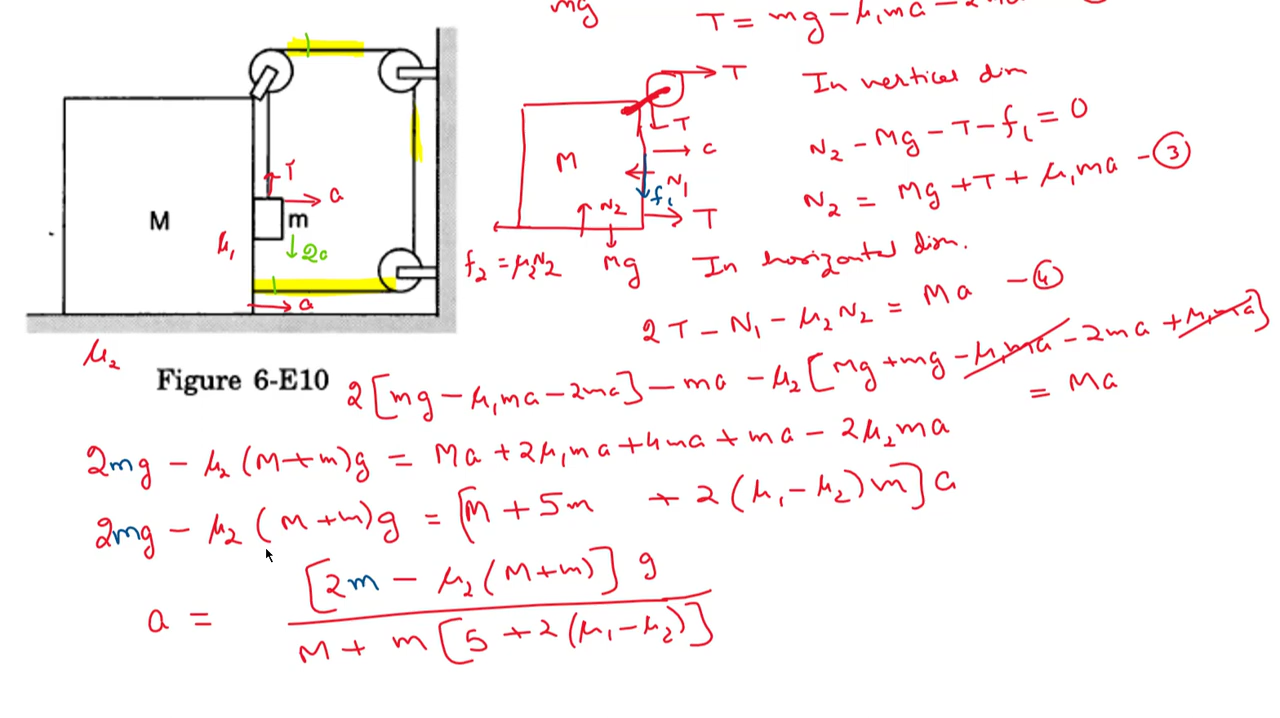 mg
T = mg - μ₁ma - 2
T
In vertical dirn
T
M
a
N₂ - Mg - T - f₁ = 0
N₁
f₁
N₂
T
N₂ = Mg + T + μ₁ma - ③
f₂ = μ₂N₂
Mg
In horizontal dirn.
2T - N₁ - μ₂N₂ = Ma - ④
T
a
M
m
μ₁
2a
a
μ₂
Figure 6-E10
2[mg - μ₁ma - 2ma] - ma - μ₂[Mg + mg - μ₁ma - 2ma + μ₁ma] = Ma
2mg - μ₂(M+m)g = Ma + 2μ₁ma + 4ma + ma - 2μ₂ma
2mg - μ₂(M+m)g = [M + 5m + 2(μ₁-μ₂)m]a
a = [2m - μ₂(M+m)]g
M + m[5 + 2(μ₁-μ₂)]